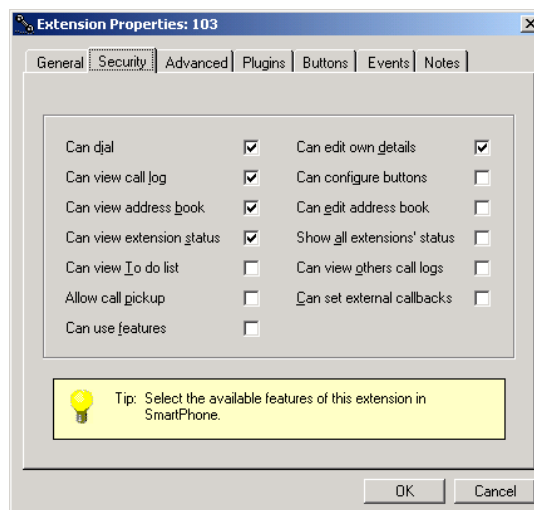 Extension Properties: 103
General Security Advanced Plugins Buttons Events Notes
Can dial Can edit own details
Can view call log Can configure buttons
Can view address book Can edit address book
Can view extension status Show all extensions' status
Can view To do list Can view others call logs
Allow call pickup Can set external callbacks
Can use features
Tip: Select the available features of this extension in
SmartPhone.
OK Cancel